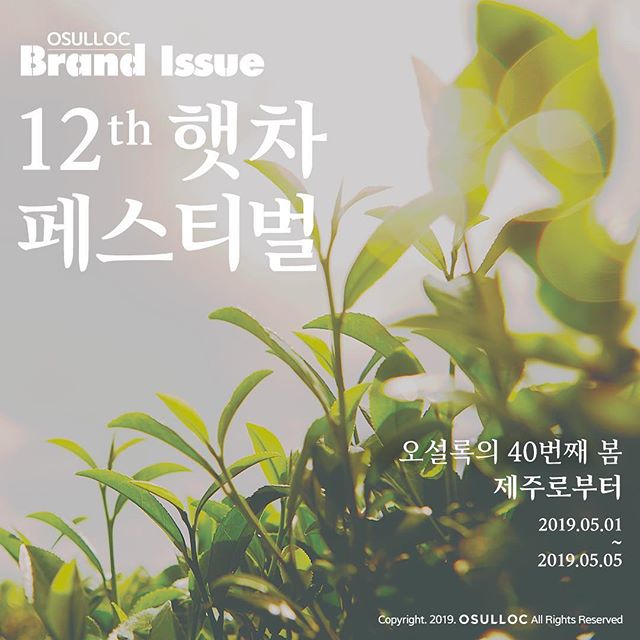 OSULLOC
Brand Issue
12th 햇차
페스티벌
오설록의 40번째 봄
제주로부터
2019.05.01
~
2019.05.05
Copyright. 2019. OSULLOC All Rights Reserved